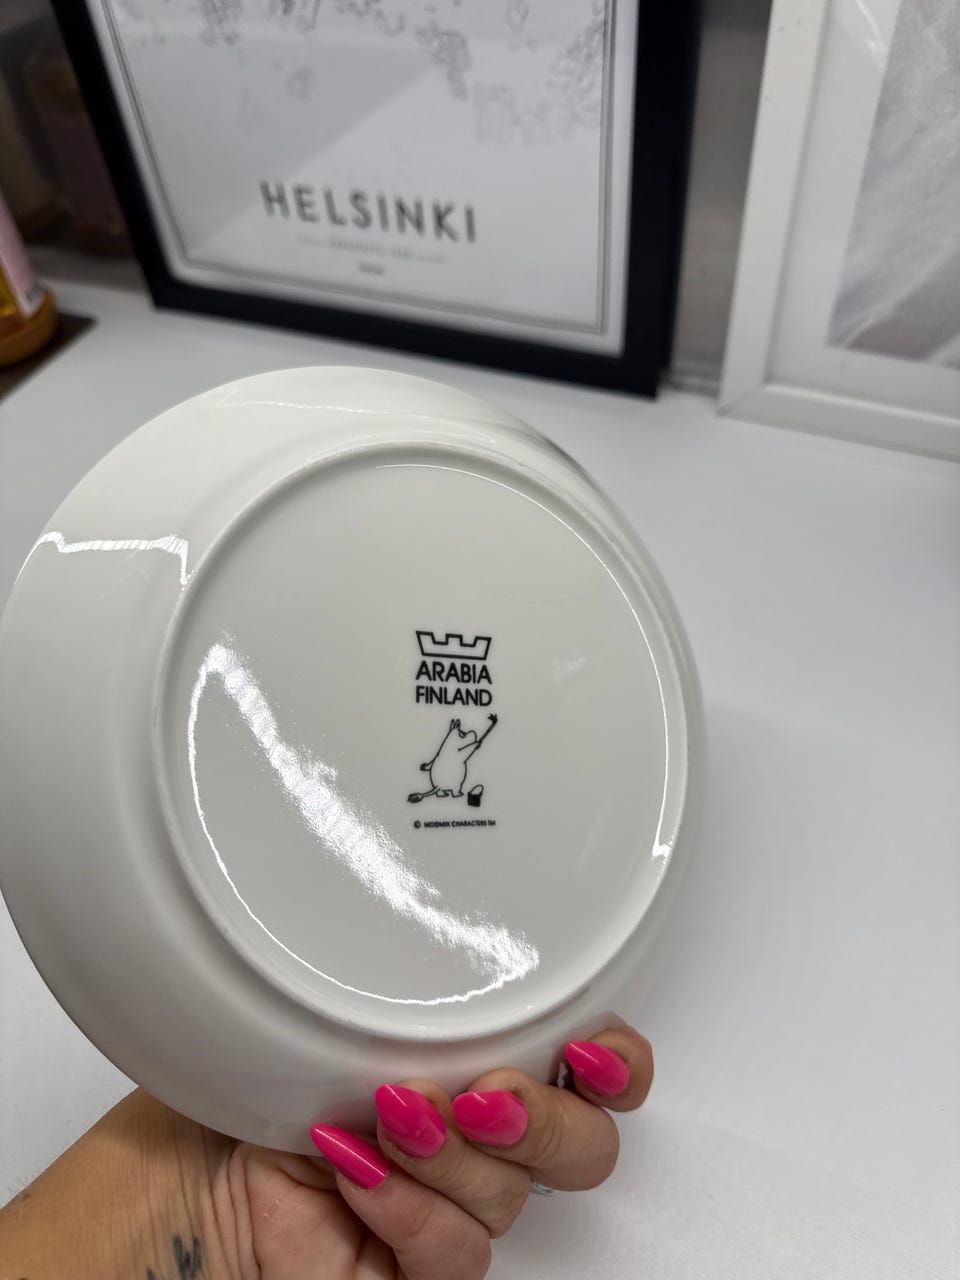 HELSINKI
ARABIA
FINLAND
© MOOMIN CHARACTERS TM